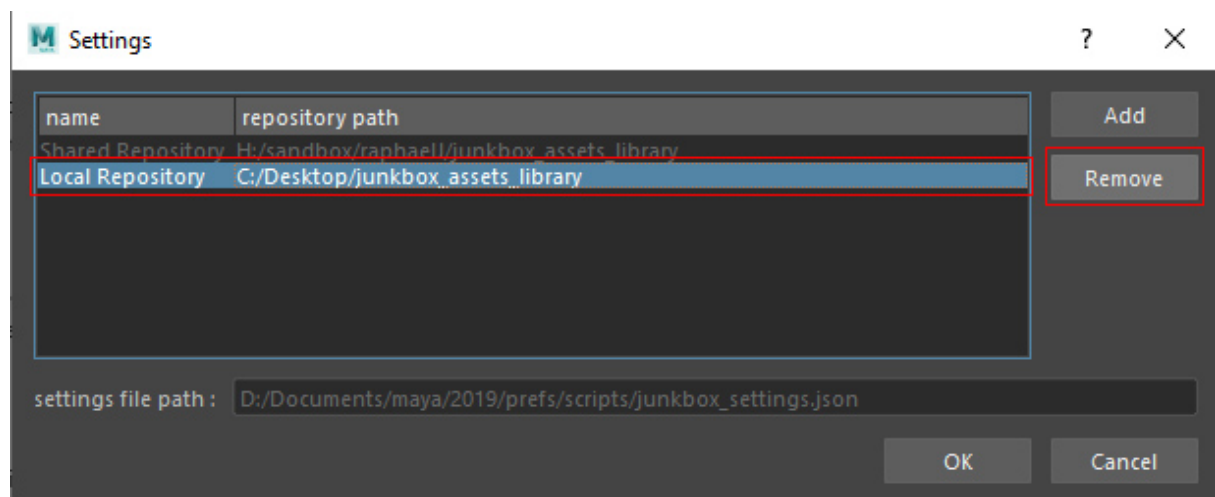 Settings
?
name repository path
Add
Shared Repository H:/sandbox/raphaelJ/junkbox_assets_library
Local Repository C:/Desktop/junkbox_assets_library
Remove
settings file path : D:/Documents/maya/2019/prefs/scripts/junkbox_settings.json
OK Cancel